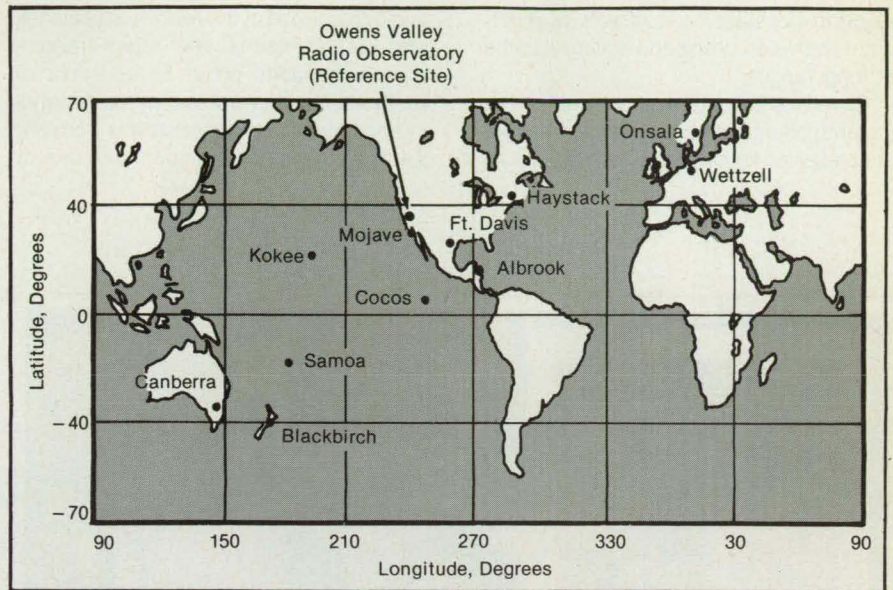 Owens Valley
Radio Observatory
(Reference Site)
70
Onsala
Wettzell
Haystack
40
Ft. Davis
Mojave
Kokee
Albrook
Cocos
0
Samoa
Canberra
-40
Blackbirch
-70
90 150 210 270 330 30 90
Longitude, Degrees
Latitude, Degrees